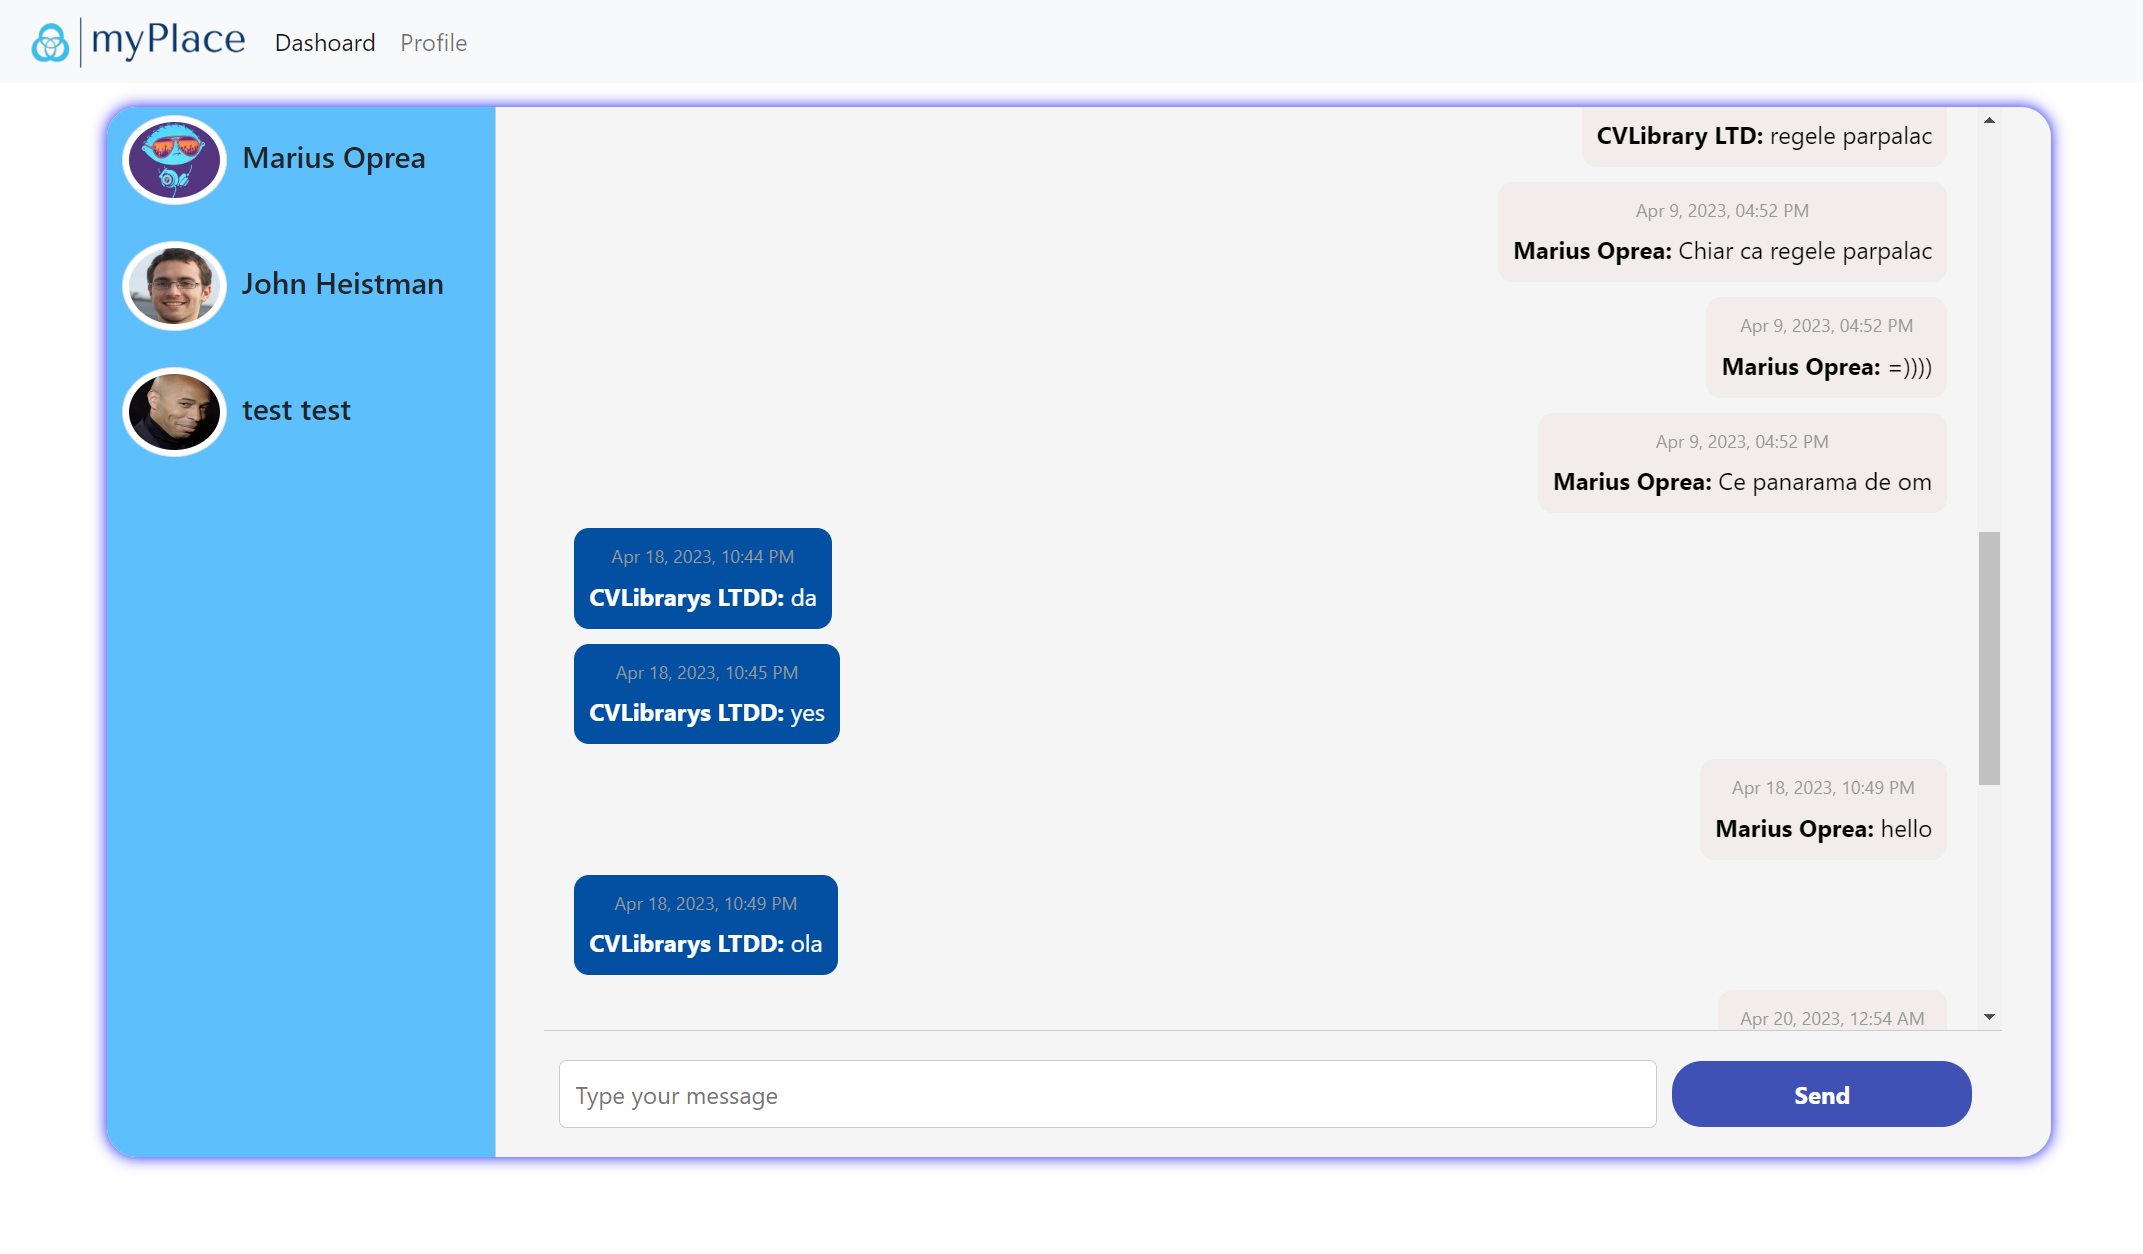 myPlace Dashoard Profile
Marius Oprea
John Heistman
test test
CVLibrary LTD: regele parpalac
Apr 9, 2023, 04:52 PM
Marius Oprea: Chiar ca regele parpalac
Apr 9, 2023, 04:52 PM
Marius Oprea: =))))
Apr 9, 2023, 04:52 PM
Marius Oprea: Ce panarama de om
Apr 18, 2023, 10:44 PM
CVLibrarys LTDD: da
Apr 18, 2023, 10:45 PM
CVLibrarys LTDD: yes
Apr 18, 2023, 10:49 PM
Marius Oprea: hello
Apr 18, 2023, 10:49 PM
CVLibrarys LTDD: ola
Apr 20, 2023, 12:54 AM
Type your message
Send